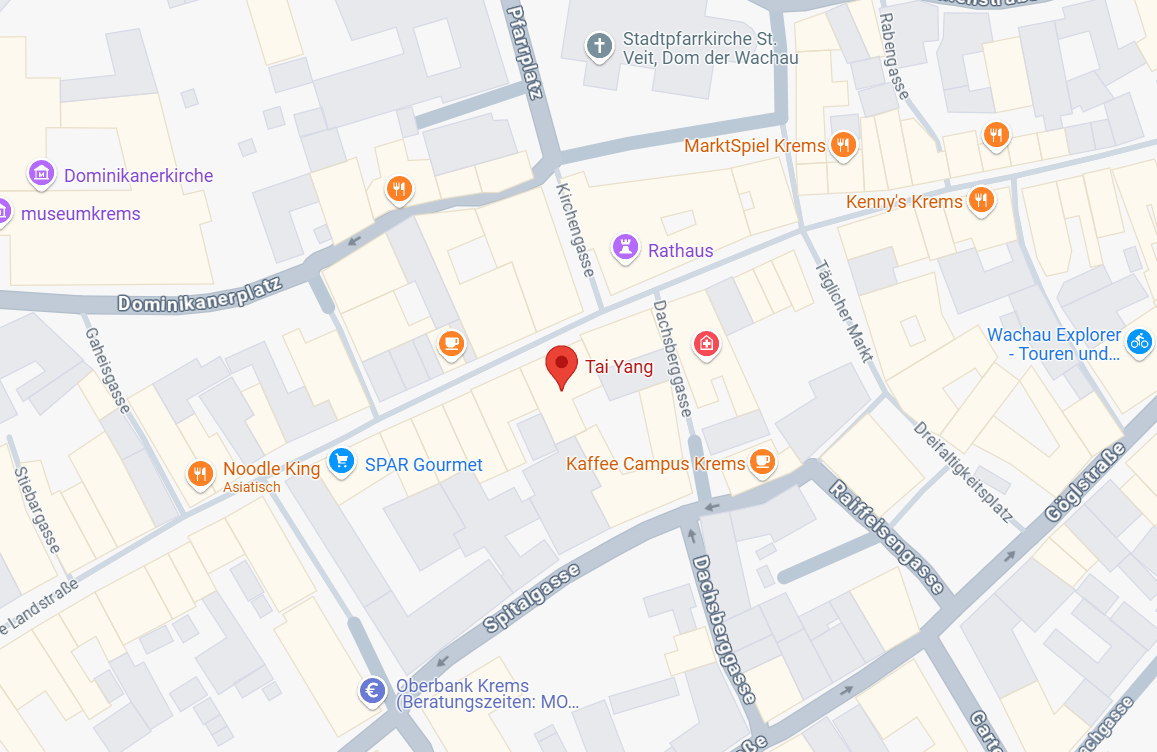 Pfarrplatz
Stadtpfarrkirche St.
Veit, Dom der Wachau
Rabengasse
MarktSpiel Krems
Dominikanerkirche
museumkrems
Kenny's Krems
Kirchengasse
Rathaus
Dominikanerplatz
Täglicher Markt
Gaheisgasse
Dachsberggasse
Wachau Explorer
- Touren und...
Tai Yang
Noodle King
Asiatisch
SPAR Gourmet
Kaffee Campus Krems
Stiebargasse
Dreifaltigkeitsplatz
Göglstraße
Raiffeisengasse
e Landstraße
Spitalgasse
Dachsberggasse
Oberbank Krems
(Beratungszeiten: MO...
Garte
chgasse